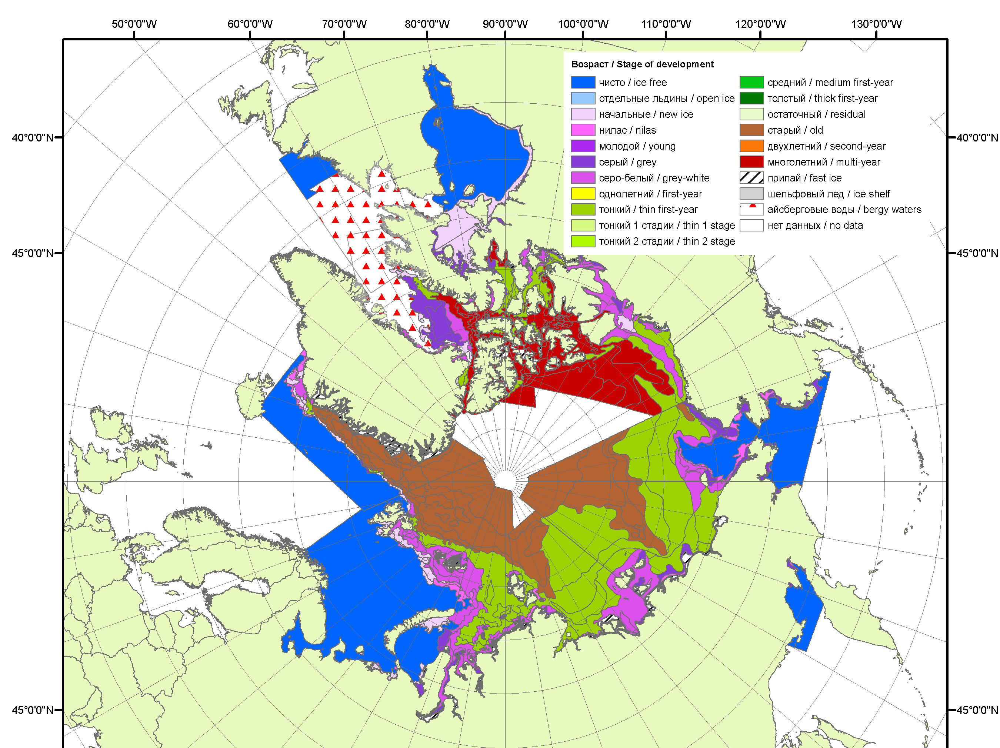 50°0'0"W 60°0'0"W 70°0'0"W 80°0'0"W 90°0'0"W 100°0'0"W 110°0'0"W 120°0'0"W 130°0'0"W
Возраст / Stage of development
чисто / ice free
отдельные льдины / open ice
начальные / new ice
нилас / nilas
молодой / young
серый / grey
серо-белый / grey-white
однолетний / first-year
тонкий / thin first-year
тонкий 1 стадии / thin 1 stage
тонкий 2 стадии / thin 2 stage
средний / medium first-year
толстый / thick first-year
остаточный / residual
старый / old
двухлетний / second-year
многолетний / multi-year
припай / fast ice
шельфовый лед / ice shelf
айсберговые воды / bergy waters
нет данных / no data
40°0'0"N 40°0'0"N
45°0'0"N 45°0'0"N
45°0'0"N 45°0'0"N